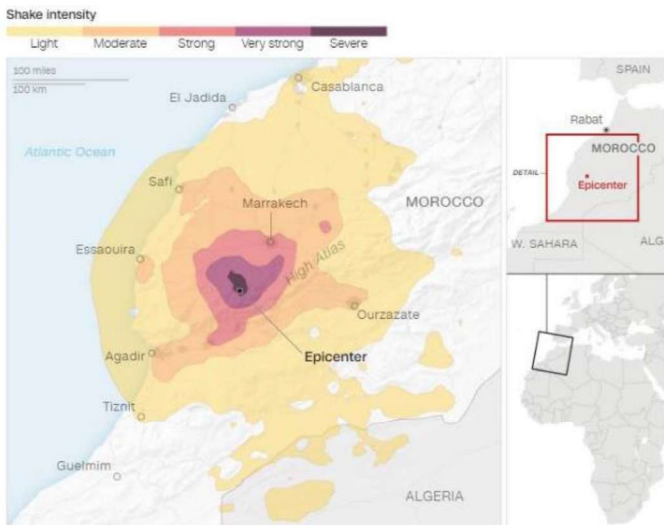 Shake intensity
Light Moderate Strong Very strong Severe
100 miles
100 km
Casablanca
El Jadida
Atlantic Ocean
Safi
Marrakech
MOROCCO
Essaouira
High Atlas
Ourzazate
Epicenter
Agadir
Tiznit
Guelmim
ALGERIA
SPAIN
Rabat
MOROCCO
DETAIL
Epicenter
W. SAHARA
ALG